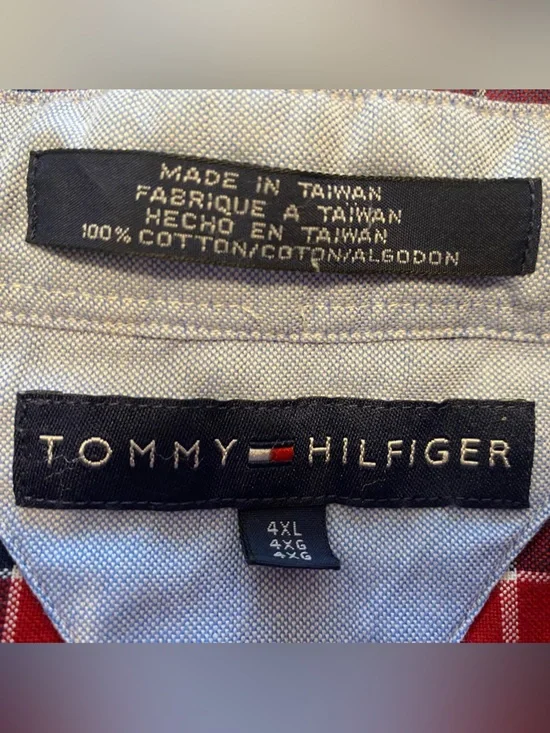 MADE IN TAIWAN
FABRIQUE A TAIWAN
HECHO EN TAIWAN
100% COTTON/COTON/ALGODON
TOMMY HILFIGER
4XL
4XG
4XG